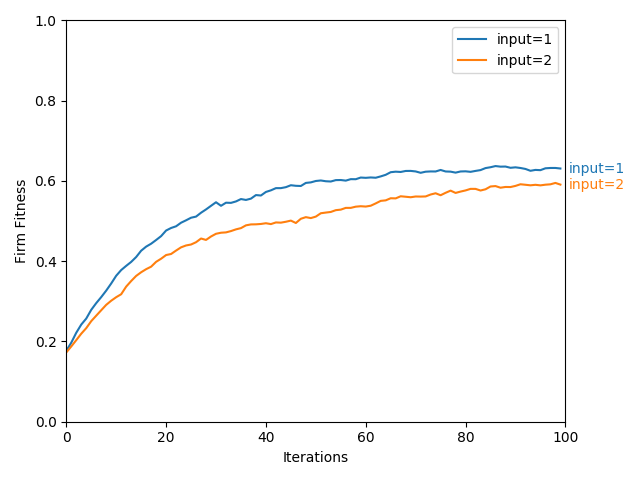 1.0
0.8
0.6
0.4
0.2
0.0
Firm Fitness
input=1
input=2
input=1
input=2
0 20 40 60 80 100
Iterations